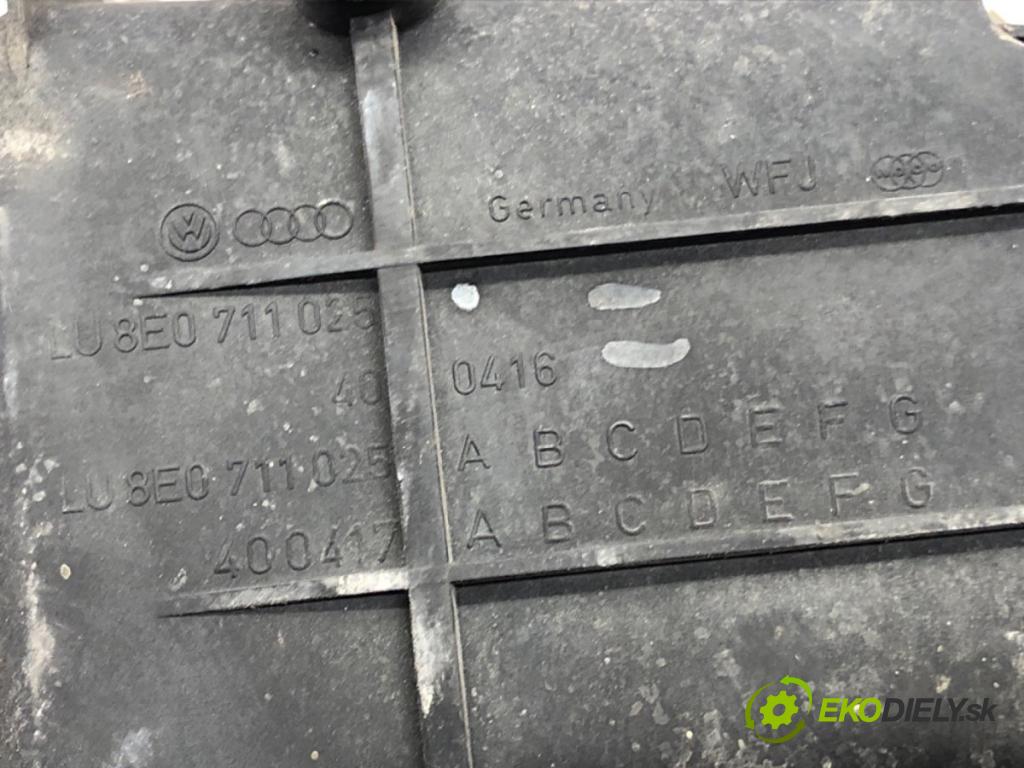 Germany WFJ
LU 8E0 711 025
40 0416
LU 8E0 711 025 A B C D E F G
400417 A B C D E F G
EKODIELY.sk